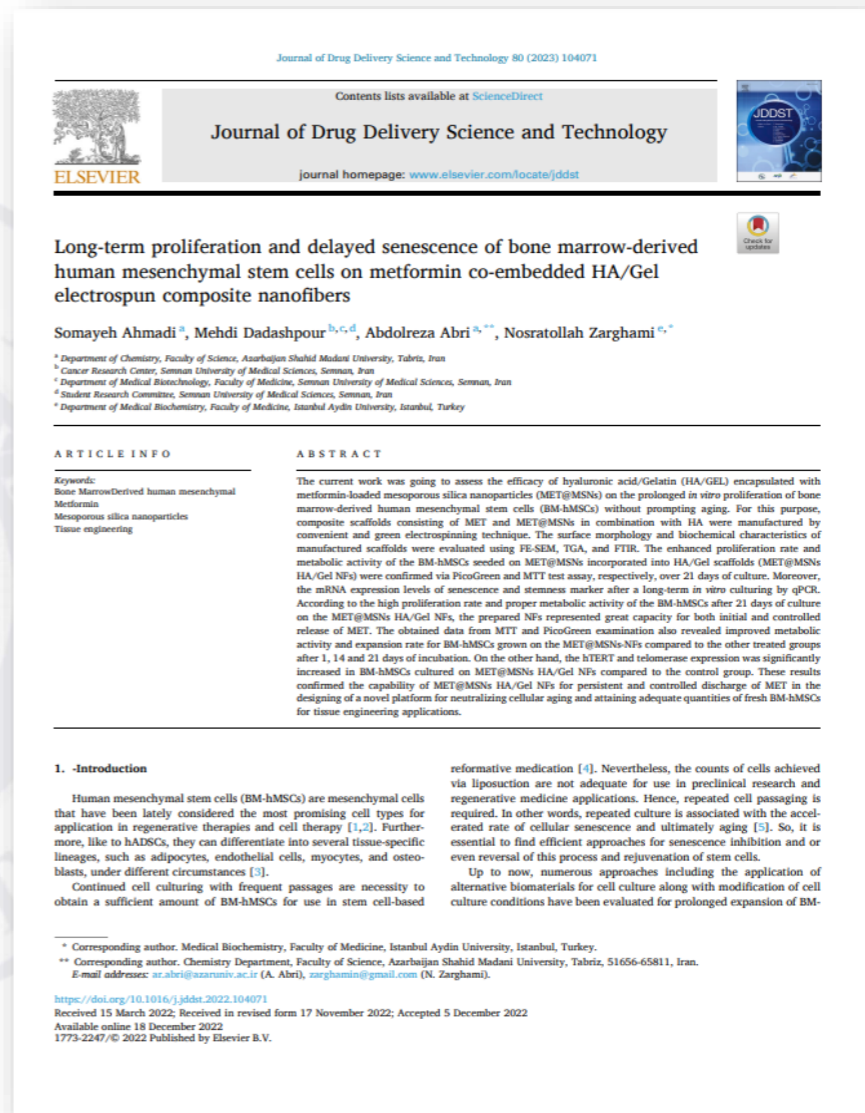 Journal of Drug Delivery Science and Technology 80 (2023) 104071
Contents lists available at ScienceDirect
Journal of Drug Delivery Science and Technology
journal homepage: www.elsevier.com/locate/jddst
ELSEVIER
JDDST
Check for
updates
Long-term proliferation and delayed senescence of bone marrow-derived
human mesenchymal stem cells on metformin co-embedded HA/Gel
electrospun composite nanofibers
Somayeh Ahmadi a, Mehdi Dadashpour b,c,d, Abdolreza Abri a,**, Nosratollah Zarghami e,*
a Department of Chemistry, Faculty of Science, Azarbaijan Shahid Madani University, Tabriz, Iran
b Cancer Research Center, Semnan University of Medical Sciences, Semnan, Iran
c Department of Medical Biotechnology, Faculty of Medicine, Semnan University of Medical Sciences, Semnan, Iran
d Student Research Committee, Semnan University of Medical Sciences, Semnan, Iran
e Department of Medical Biochemistry, Faculty of Medicine, Istanbul Aydin University, Istanbul, Turkey
ARTICLE INFO
Keywords:
Bone MarrowDerived human mesenchymal
Metformin
Mesoporous silica nanoparticles
Tissue engineering
ABSTRACT
The current work was going to assess the efficacy of hyaluronic acid/Gelatin (HA/GEL) encapsulated with
metformin-loaded mesoporous silica nanoparticles (MET@MSNs) on the prolonged in vitro proliferation of bone
marrow-derived human mesenchymal stem cells (BM-hMSCs) without prompting aging. For this purpose,
composite scaffolds consisting of MET and MET@MSNs in combination with HA were manufactured by
convenient and green electrospinning technique. The surface morphology and biochemical characteristics of
manufactured scaffolds were evaluated using FE-SEM, TGA, and FTIR. The enhanced proliferation rate and
metabolic activity of the BM-hMSCs seeded on MET@MSNs incorporated into HA/Gel scaffolds (MET@MSNs
HA/Gel NFs) were confirmed via PicoGreen and MTT test assay, respectively, over 21 days of culture. Moreover,
the mRNA expression levels of senescence and stemness marker after a long-term in vitro culturing by qPCR.
According to the high proliferation rate and proper metabolic activity of the BM-hMSCs after 21 days of culture
on the MET@MSNs HA/Gel NFs, the prepared NFs represented great capacity for both initial and controlled
release of MET. The obtained data from MTT and PicoGreen examination also revealed improved metabolic
activity and expansion rate for BM-hMSCs grown on the MET@MSNs-NFs compared to the other treated groups
after 1, 14 and 21 days of incubation. On the other hand, the hTERT and telomerase expression was significantly
increased in BM-hMSCs cultured on MET@MSNs HA/Gel NFs compared to the control group. These results
confirmed the capability of MET@MSNs HA/Gel NFs for persistent and controlled discharge of MET in the
designing of a novel platform for neutralizing cellular aging and attaining adequate quantities of fresh BM-hMSCs
for tissue engineering applications.
1. -Introduction
Human mesenchymal stem cells (BM-hMSCs) are mesenchymal cells
that have been lately considered the most promising cell types for
application in regenerative therapies and cell therapy [1,2]. Further-
more, like to hADSCs, they can differentiate into several tissue-specific
lineages, such as adipocytes, endothelial cells, myocytes, and osteo-
blasts, under different circumstances [3].
Continued cell culturing with frequent passages are necessity to
obtain a sufficient amount of BM-hMSCs for use in stem cell-based
reformative medication [4]. Nevertheless, the counts of cells achieved
via liposuction are not adequate for use in preclinical research and
regenerative medicine applications. Hence, repeated cell passaging is
required. In other words, repeated culture is associated with the accel-
erated rate of cellular senescence and ultimately aging [5]. So, it is
essential to find efficient approaches for senescence inhibition and or
even reversal of this process and rejuvenation of stem cells.
Up to now, numerous approaches including the application of
alternative biomaterials for cell culture along with modification of cell
culture conditions have been evaluated for prolonged expansion of BM-
* Corresponding author. Medical Biochemistry, Faculty of Medicine, Istanbul Aydin University, Istanbul, Turkey.
** Corresponding author. Chemistry Department, Faculty of Science, Azarbaijan Shahid Madani University, Tabriz, 51656-65811, Iran.
E-mail addresses: ar.abri@azaruniv.ac.ir (A. Abri), zarghamin@gmail.com (N. Zarghami).
https://doi.org/10.1016/j.jddst.2022.104071
Received 15 March 2022; Received in revised form 17 November 2022; Accepted 5 December 2022
Available online 18 December 2022
1773-2247/© 2022 Published by Elsevier B.V.